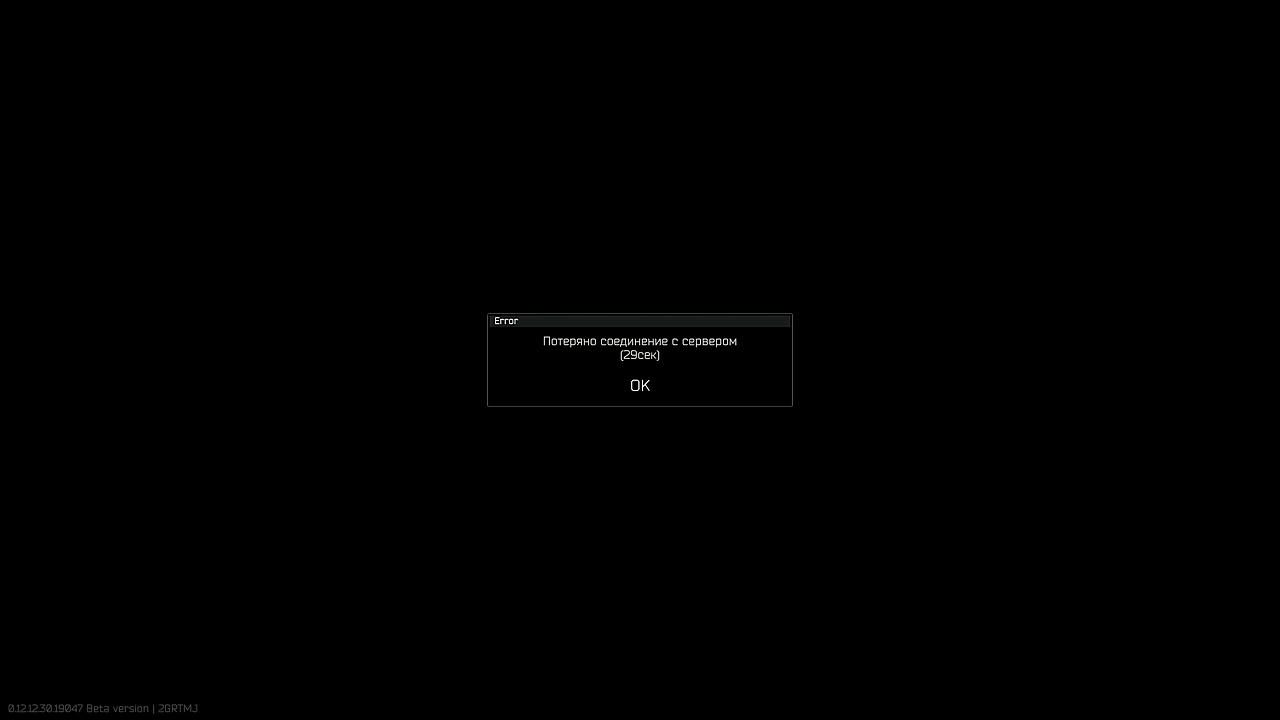 Error
Потеряно соединение с сервером
(29сек)
OK
0.12.12.30.19047 Beta version | 2GRTMJ